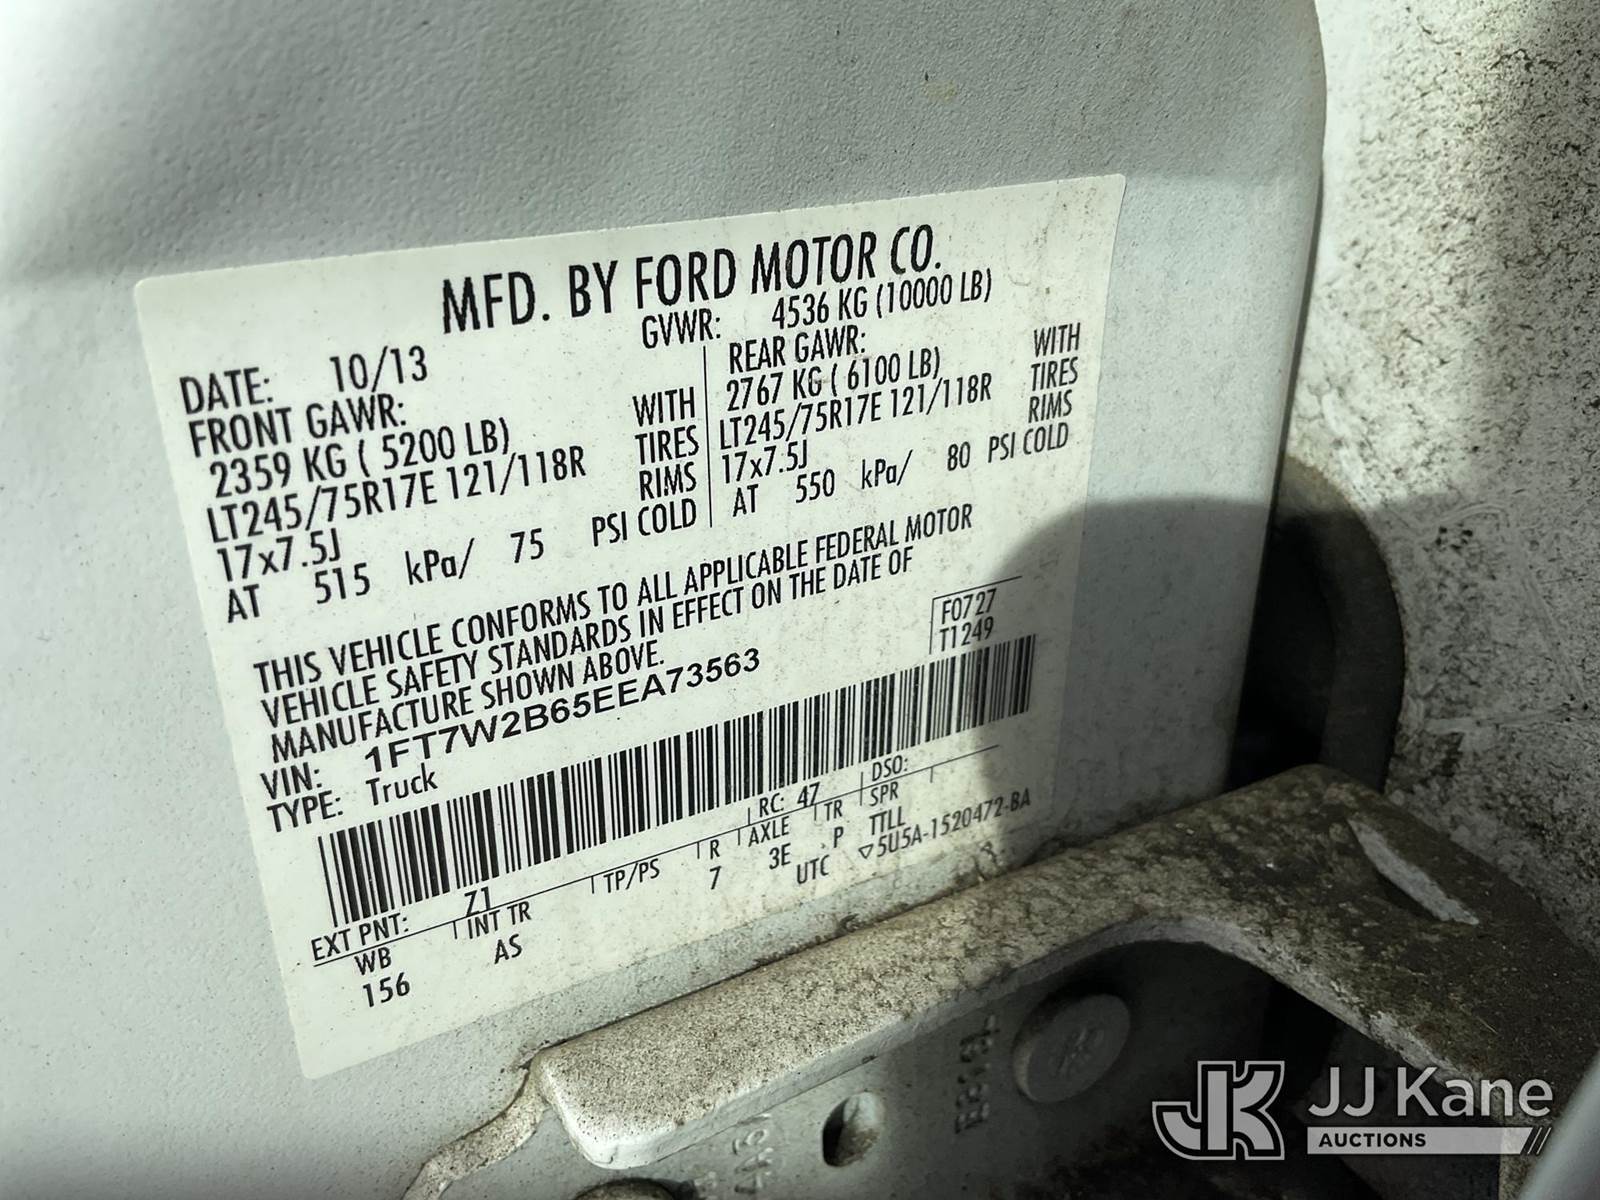 MFD. BY FORD MOTOR CO.
DATE: 10/13 GVWR: 4536 KG (10000 LB)
FRONT GAWR: REAR GAWR:
2359 KG ( 5200 LB) WITH 2767 KG ( 6100 LB) WITH
LT245/75R17E 121/118R TIRES LT245/75R17E 121/118R TIRES
17x7.5J RIMS 17x7.5J RIMS
AT 515 kPa/ 75 PSI COLD AT 550 kPa/ 80 PSI COLD
THIS VEHICLE CONFORMS TO ALL APPLICABLE FEDERAL MOTOR
VEHICLE SAFETY STANDARDS IN EFFECT ON THE DATE OF
MANUFACTURE SHOWN ABOVE.
F0727
T1249
VIN: 1FT7W2B65EEA73563
TYPE: Truck
EXT PNT: Z1 RC: 47 DSO:
WB INT TR TP/PS R AXLE TR SPR
156 AS 7 3E P TTLL
UTC ▽5U5A-1520472-BA
JK JJ Kane
AUCTIONS